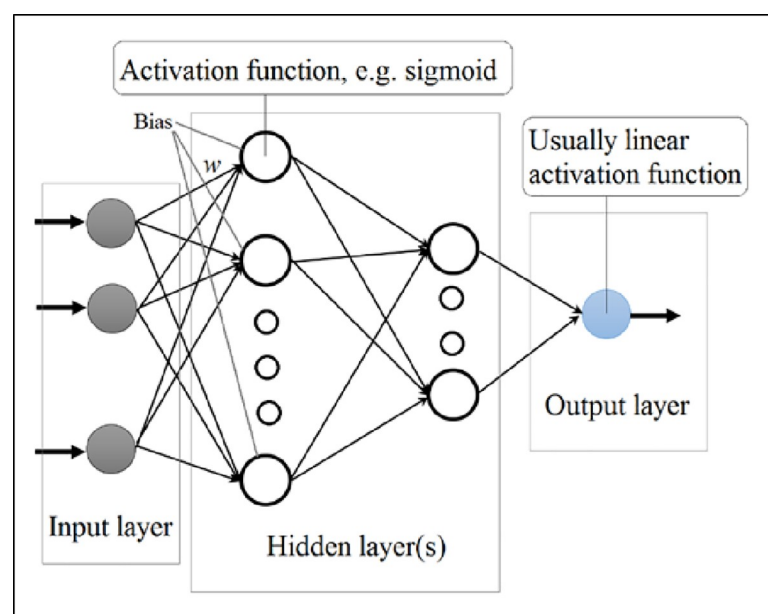 Activation function, e.g. sigmoid
Bias
w
Usually linear
activation function
Input layer
Hidden layer(s)
Output layer